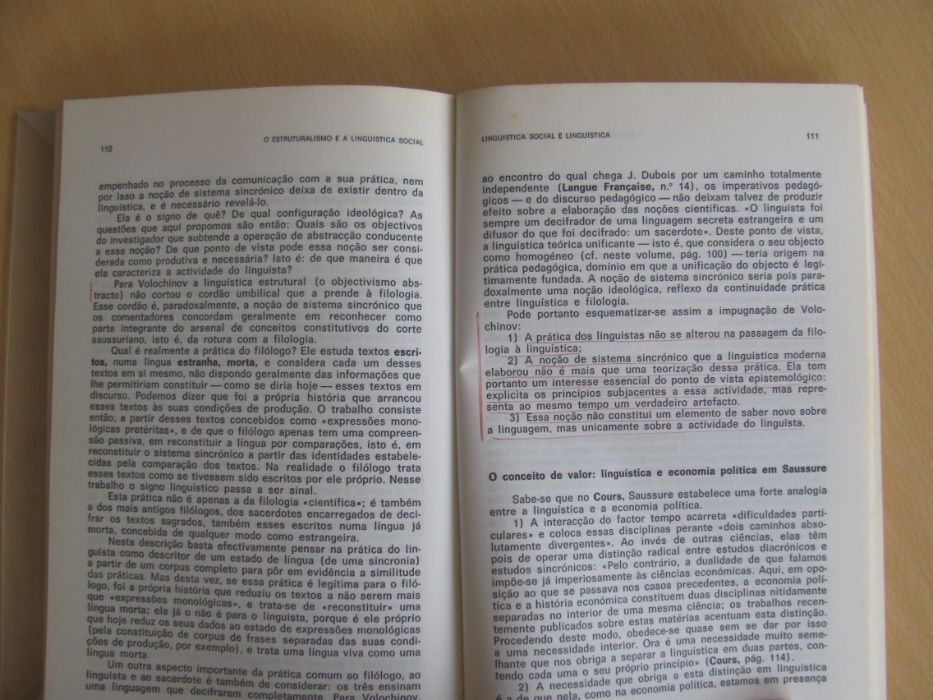 110
O ESTRUTURALISMO E A LINGUISTICA SOCIAL
empenhado no processo da comunicação com a sua prática, nem
por isso a noção de sistema sincrónico deixa de existir dentro da
linguística, e é necessário revelá-lo.
Ela é o signo de quê? De qual configuração ideológica? As
questões que aqui propomos são então: Quais são os objectivos
do investigador que subtende a operação de abstracção conducente
a essa noção? De que ponto de vista pode essa noção ser consi-
derada como produtiva e necessária? Isto é: de que maneira é que
ela caracteriza a actividade do linguista?
Para Volochinov a linguística estrutural (o objectivismo abs-
tracto) não cortou o cordão umbilical que a prende à filologia.
Esse cordão é, paradoxalmente, a noção de sistema sincrónico que
os comentadores concordam geralmente em reconhecer como
parte integrante do arsenal de conceitos constitutivos do corte
saussuriano, isto é, da rotura com a filologia.
Qual é realmente a prática do filólogo? Ele estuda textos escri-
tos, numa língua estranha, morta, e considera cada um desses
textos em si mesmo, não dispondo geralmente das informações que
lhe permitiriam constituir — como se diria hoje — esses textos em
discurso. Podemos dizer que foi a própria história que arrancou
esses textos às suas condições de produção. O trabalho consiste
então, a partir desses textos concebidos como «expressões mono-
lógicas pretéritas», e de que o filólogo apenas tem uma compreen-
são passiva, em reconstituir a língua por comparações, isto é, em
reconstituir o sistema sincrónico a partir das identidades estabele-
cidas pela comparação dos textos. Na realidade o filólogo trata
esses textos como se tivessem sido escritos por ele próprio. Nesse
trabalho o signo linguístico passa a ser sinal.
Esta prática não é apenas a da filologia «científica»; é também
a dos mais antigos filólogos, dos sacerdotes encarregados de deci-
frar os textos sagrados, também esses escritos numa língua já
morta, concebida de qualquer modo como estrangeira.
Nesta descrição basta efectivamente pensar na prática do lin-
guista como descritor de um estado de língua (de uma sincronia)
a partir de um corpus completo para pôr em evidência a similitude
das práticas. Mas desta vez, se essa prática é legítima para o filó-
logo, foi a própria história que reduziu os textos a não serem mais
que «expressões monológicas», e trata-se de «reconstituir» uma
língua morta; ela já o não é para o linguista, porque é ele próprio
que hoje reduz os seus dados ao estado de expressões monológicas
(pela constituição de corpus de frases separadas das suas condi-
ções de produção, por exemplo), e trata uma língua viva como uma
língua morta.
Um outro aspecto importante da prática comum ao filólogo, ao
linguista e ao sacerdote é também de considerar: os três ensinam
uma linguagem que decifraram completamente. Para Volochinov,
LINGUISTICA SOCIAL E LINGUISTICA
111
ao encontro do qual chega J. Dubois por um caminho totalmente
independente (Langue Française, n.º 14), os imperativos pedagó-
gicos — e do discurso pedagógico — não deixam talvez de produzir
efeito sobre a elaboração das noções científicas. «O linguista foi
sempre um decifrador de uma linguagem secreta estrangeira e um
difusor do que foi decifrado: um sacerdote». Deste ponto de vista,
a linguística teórica unificante — isto é, que considera o seu objecto
como homogéneo (cf. neste volume, pág. 100) — teria origem na
prática pedagógica, domínio em que a unificação do objecto é legi-
timamente fundada. A noção de sistema sincrónico seria pois para-
doxalmente uma noção ideológica, reflexo da continuidade prática
entre linguística e filologia.
Pode portanto esquematizar-se assim a impugnação de Volo-
chinov:
1) A prática dos linguistas não se alterou na passagem da filo-
logia à linguística;
2) A noção de sistema sincrónico que a linguística moderna
elaborou não é mais que uma teorização dessa prática. Ela tem
portanto um interesse essencial do ponto de vista epistemológico:
explicita os princípios subjacentes a essa actividade, mas repre-
senta ao mesmo tempo um verdadeiro artefacto.
3) Essa noção não constitui um elemento de saber novo sobre
a linguagem, mas unicamente sobre a actividade do linguista.
O conceito de valor: linguística e economia política em Saussure
Sabe-se que no Cours, Saussure estabelece uma forte analogia
entre a linguística e a economia política.
1) A interacção do factor tempo acarreta «dificuldades parti-
culares» e coloca essas disciplinas perante «dois caminhos abso-
lutamente divergentes». Ao invés de outras ciências, elas têm
pois de operar uma distinção radical entre estudos diacrónicos e
estudos sincrónicos: «Pelo contrário, a dualidade de que falamos
impõe-se já imperiosamente às ciências económicas. Aqui, em opo-
sição ao que se passava nos casos precedentes, a economia polí-
tica e a história económica constituem duas disciplinas nitidamente
separadas no interior de uma mesma ciência; os trabalhos recen-
temente publicados sobre estas matérias acentuam esta distinção.
Procedendo deste modo, obedece-se quase sem se dar por isso
a uma necessidade interior. Ora é uma necessidade muito seme-
lhante que nos obriga a separar a linguística em duas partes, con-
tendo cada uma o seu próprio princípio» (Cours, pág. 114).
2) A necessidade que obriga a esta distinção em linguística
é a de que nela, como na economia política, estamos em presença